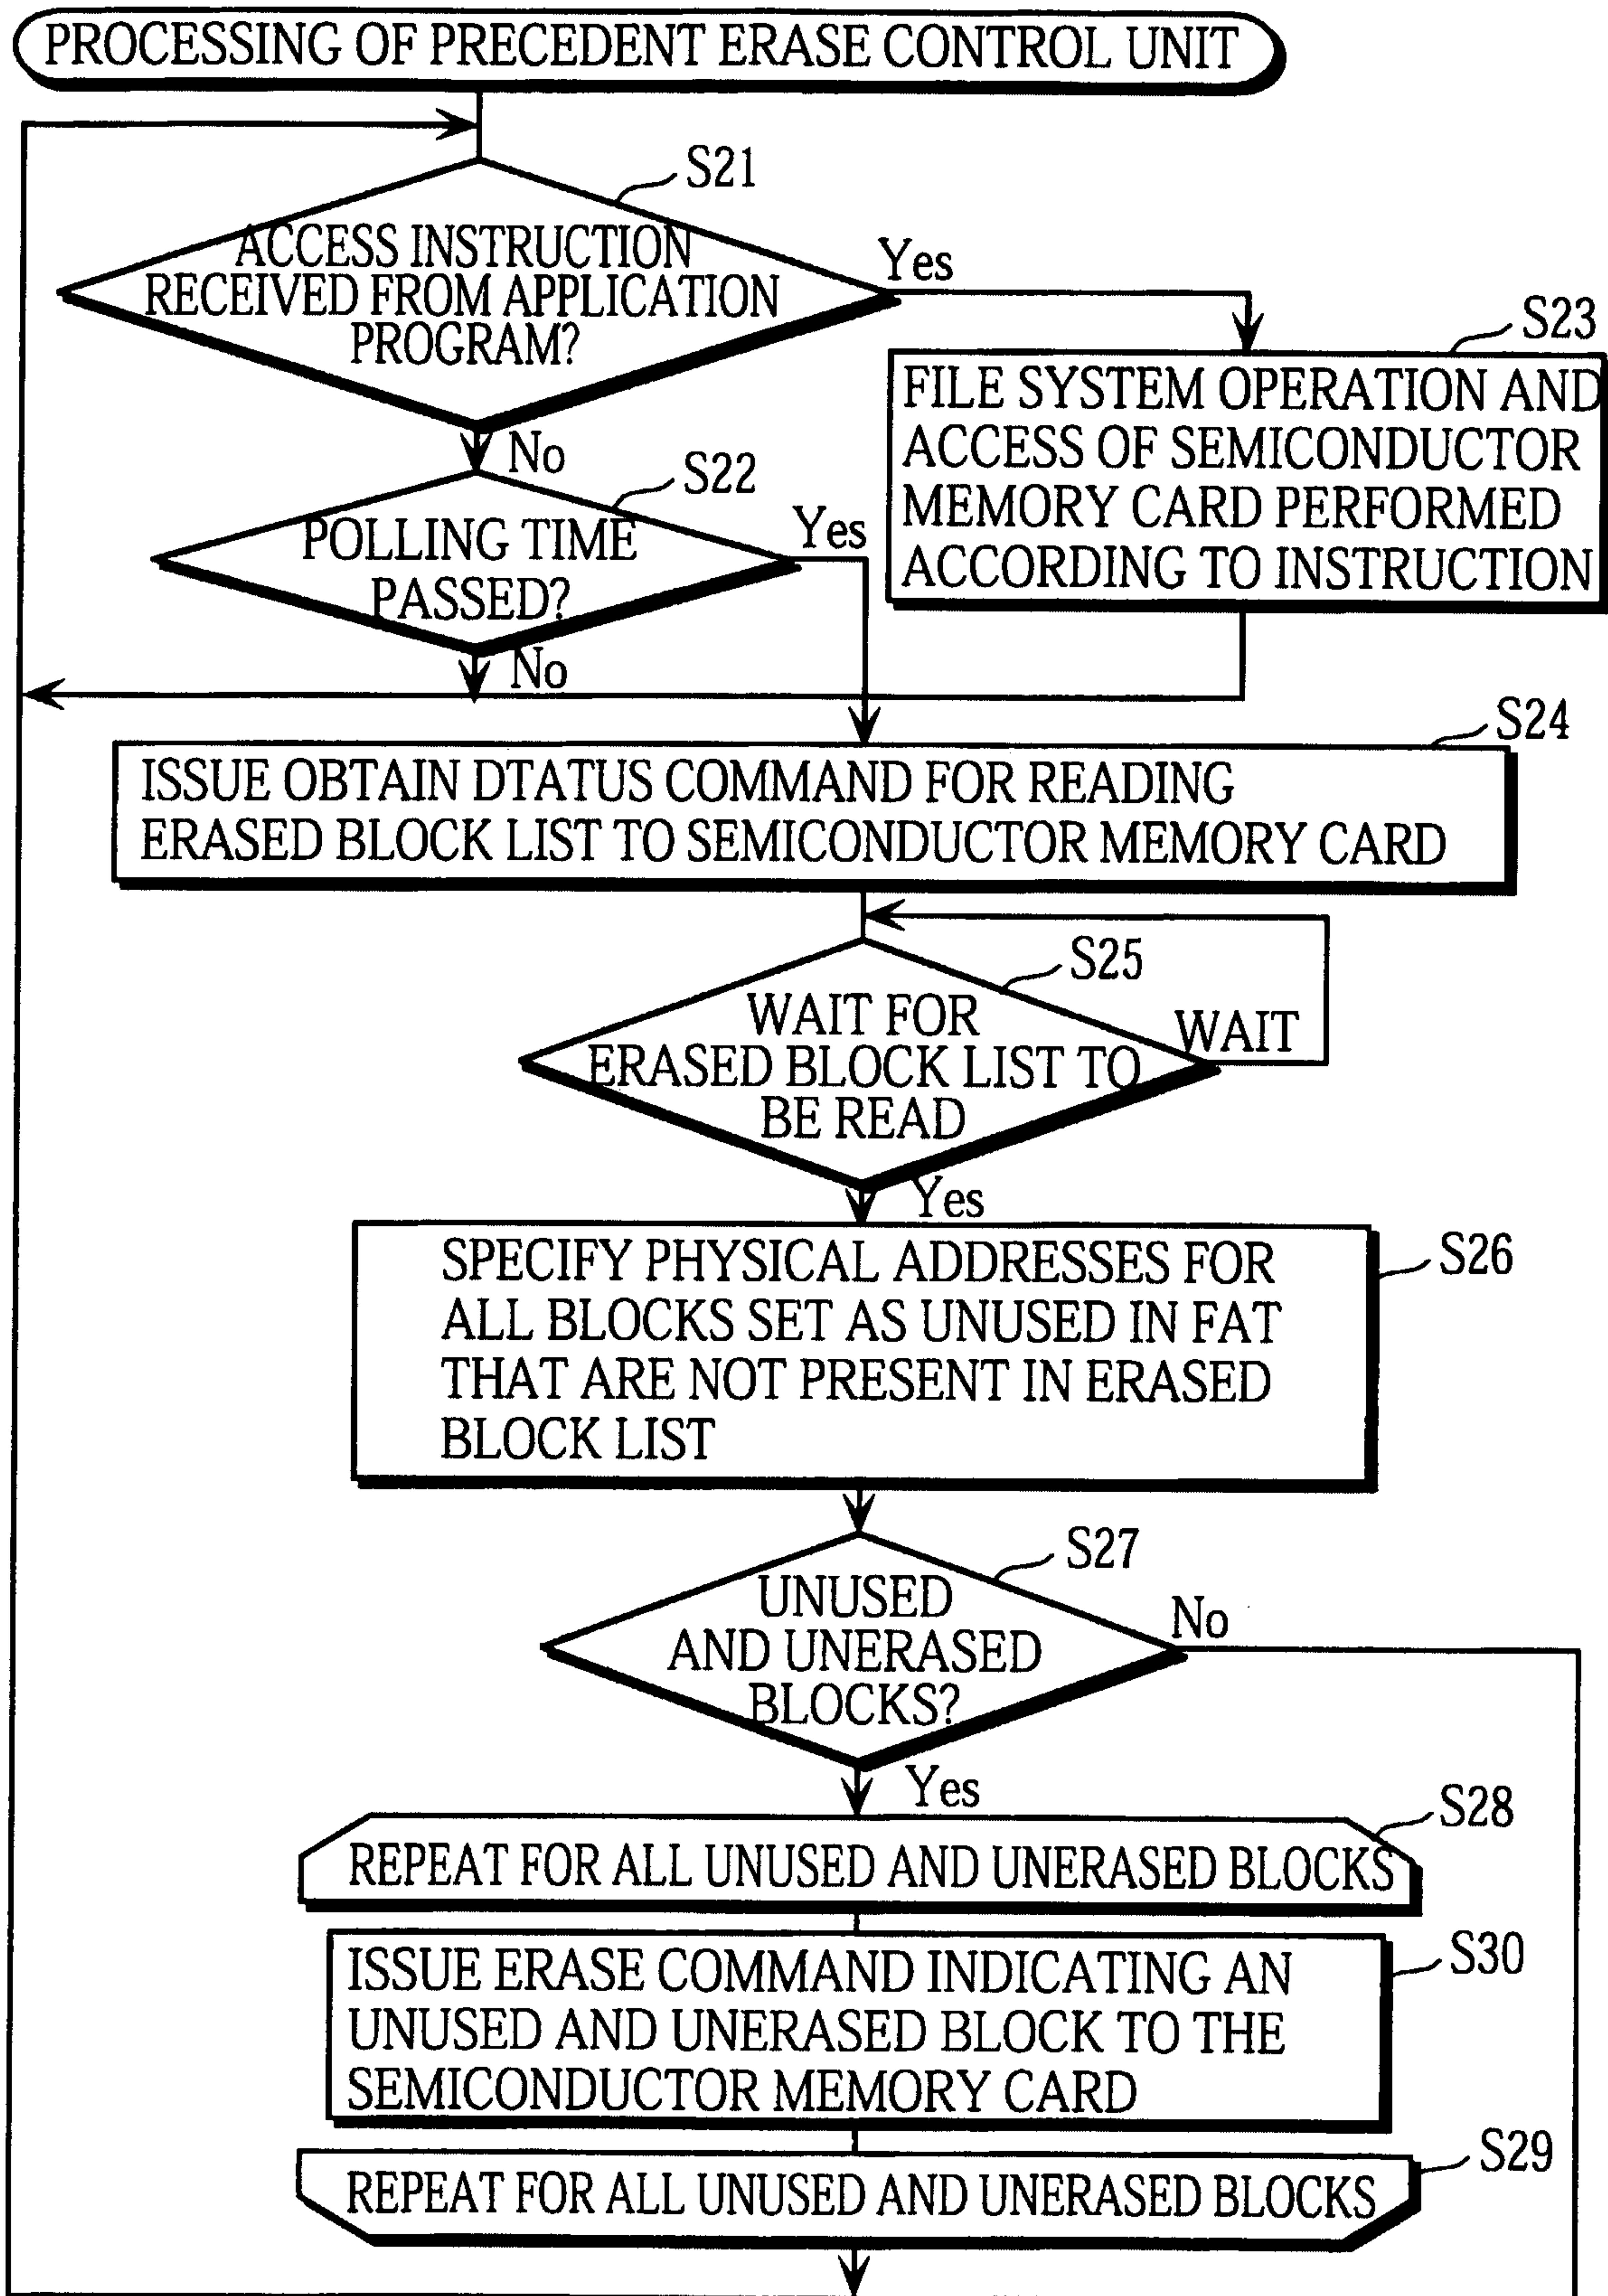 PROCESSING OF PRECEDENT ERASE CONTROL UNIT
S21
ACCESS INSTRUCTION
RECEIVED FROM APPLICATION
PROGRAM?
Yes
No
S23
FILE SYSTEM OPERATION AND
ACCESS OF SEMICONDUCTOR
MEMORY CARD PERFORMED
ACCORDING TO INSTRUCTION
S22
POLLING TIME
PASSED?
Yes
No
S24
ISSUE OBTAIN DTATUS COMMAND FOR READING
ERASED BLOCK LIST TO SEMICONDUCTOR MEMORY CARD
S25
WAIT FOR
ERASED BLOCK LIST TO
BE READ
WAIT
Yes
S26
SPECIFY PHYSICAL ADDRESSES FOR
ALL BLOCKS SET AS UNUSED IN FAT
THAT ARE NOT PRESENT IN ERASED
BLOCK LIST
S27
UNUSED
AND UNERASED
BLOCKS?
No
Yes
S28
REPEAT FOR ALL UNUSED AND UNERASED BLOCKS
S30
ISSUE ERASE COMMAND INDICATING AN
UNUSED AND UNERASED BLOCK TO THE
SEMICONDUCTOR MEMORY CARD
S29
REPEAT FOR ALL UNUSED AND UNERASED BLOCKS